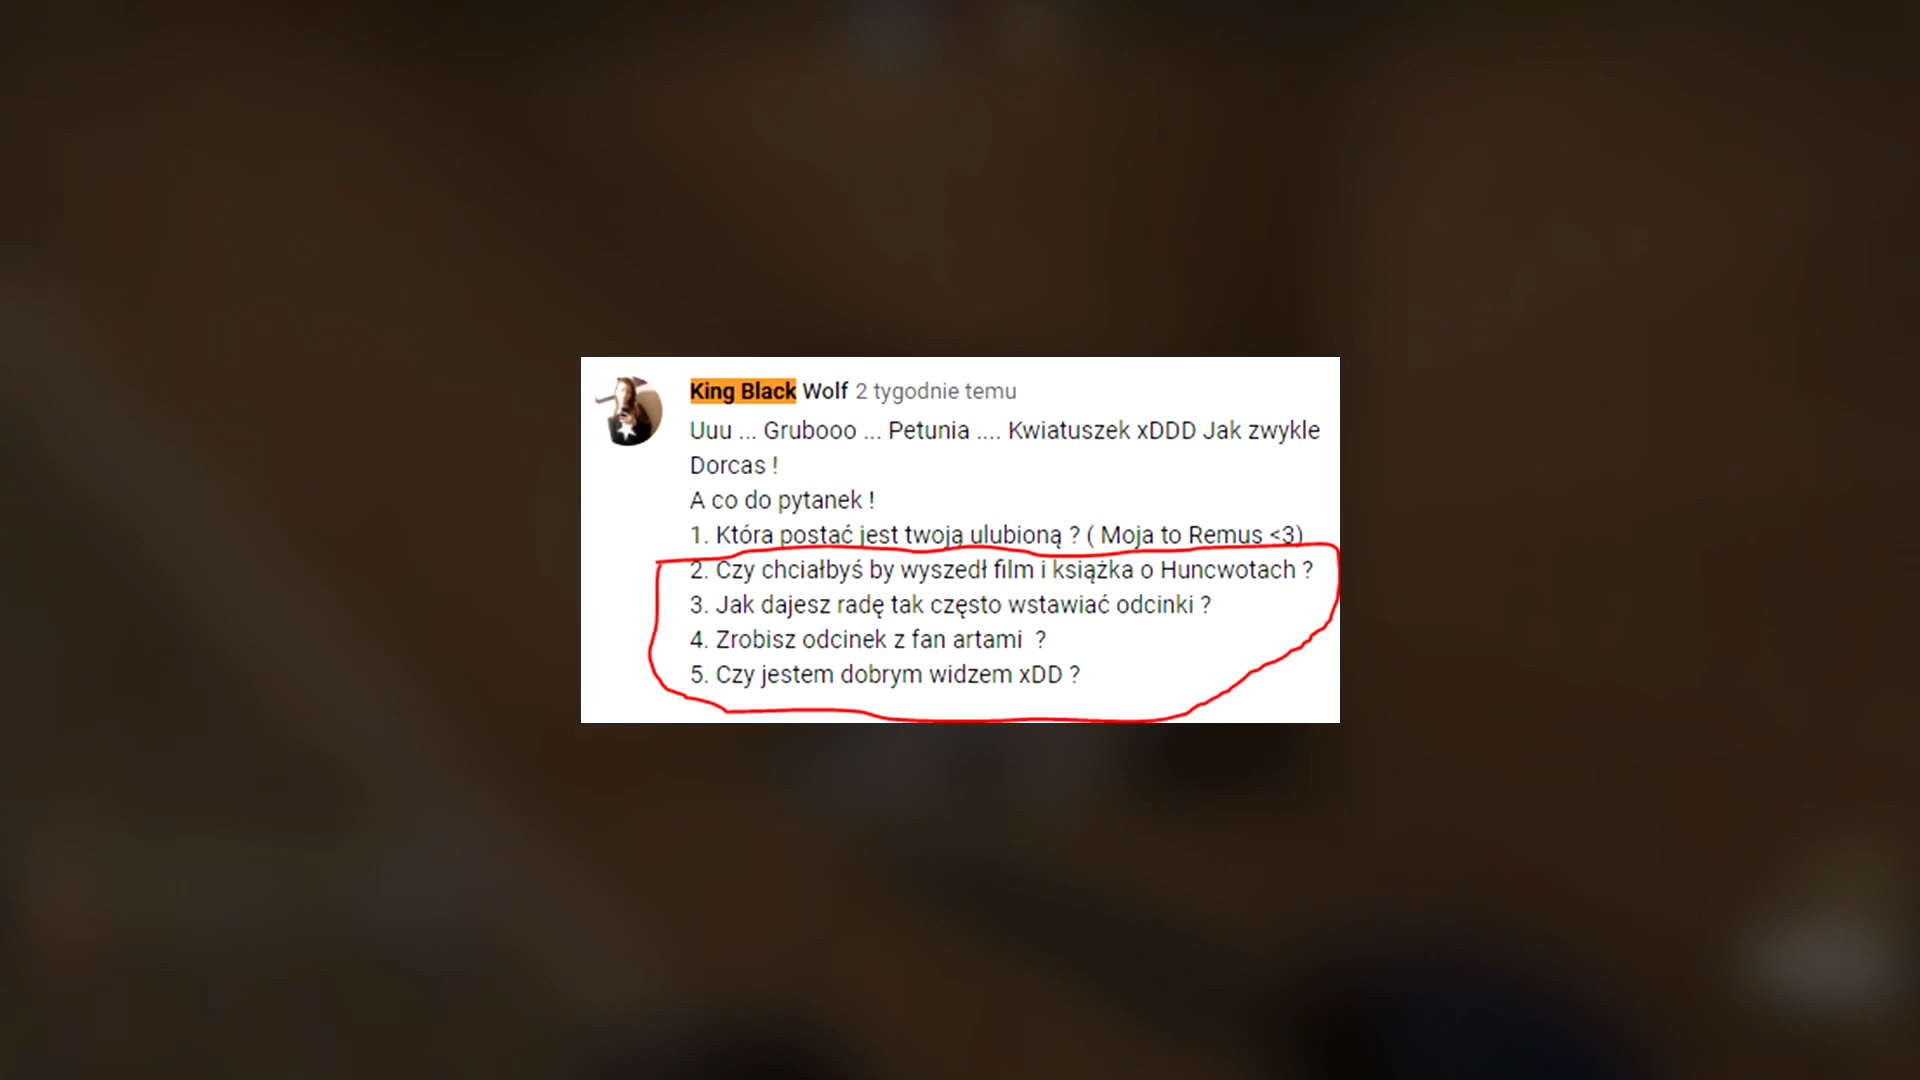 King Black Wolf 2 tygodnie temu
Uuu ... Grubooo ... Petunia .... Kwiatuszek xDDD Jak zwykle
Dorcas !
A co do pytanek !
1. Która postać jest twoją ulubioną ? ( Moja to Remus <3)
2. Czy chciałbyś by wyszedł film i książka o Huncwotach ?
3. Jak dajesz radę tak często wstawiać odcinki ?
4. Zrobisz odcinek z fan artami  ?
5. Czy jestem dobrym widzem xDD ?